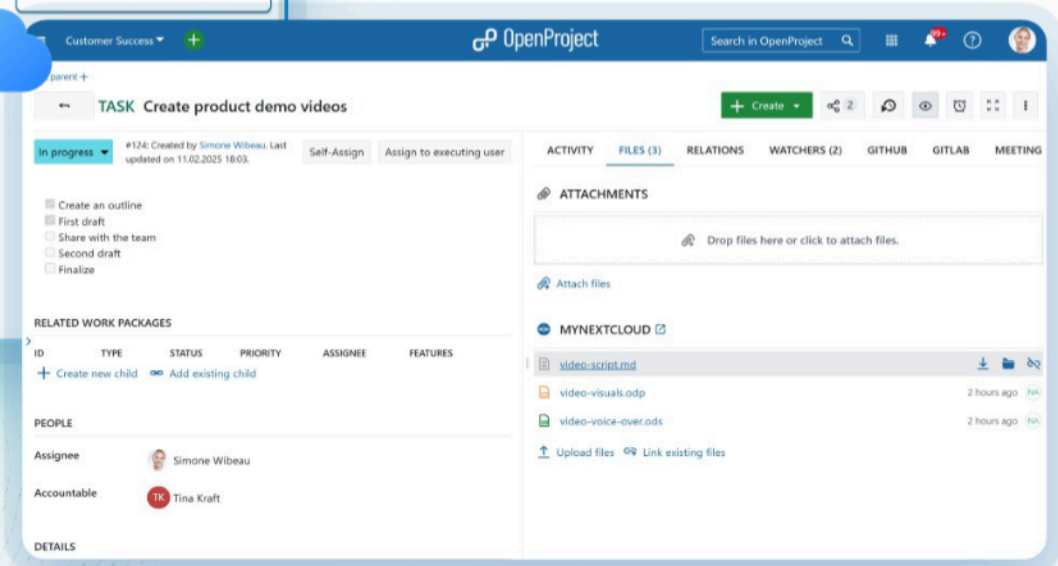 Customer Success
OpenProject
Search in OpenProject
99+
parent +
TASK Create product demo videos
+ Create
2
In progress
#124: Created by Simone Wibeau. Last
updated on 11.02.2025 18:03.
Self-Assign
Assign to executing user
Create an outline
First draft
Share with the team
Second draft
Finalize
RELATED WORK PACKAGES
ID TYPE STATUS PRIORITY ASSIGNEE FEATURES
+ Create new child Add existing child
PEOPLE
Assignee Simone Wibeau
Accountable TK Tina Kraft
DETAILS
ACTIVITY FILES (3) RELATIONS WATCHERS (2) GITHUB GITLAB MEETING
ATTACHMENTS
Drop files here or click to attach files.
Attach files
MYNEXTCLOUD
video-script.md
video-visuals.odp 2 hours ago NA
video-voice-over.ods 2 hours ago NA
Upload files Link existing files